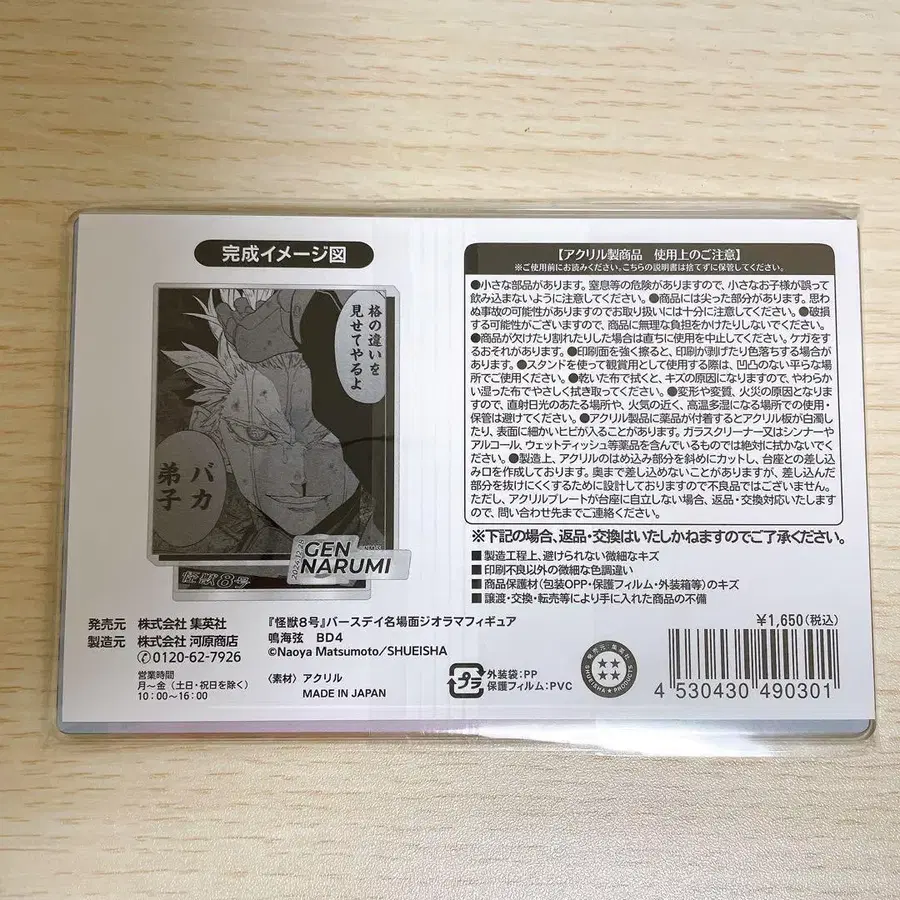 完成イメージ図
格の違いを
見せてやるよ
バカ
弟子
GEN
NARUMI
怪獣8号
【アクリル製商品 使用上のご注意】
※ご使用前にお読みください。こちらの説明書は捨てずに保管してください。
●小さな部品があります。窒息等の危険がありますので、小さなお子様が誤って
飲み込まないように注意してください。●商品には尖った部分があります。思わ
ぬ事故の可能性がありますのでお取り扱いには十分に注意してください。●破損
する可能性がございますので、商品に無理な負担をかけたりしないでください。
●商品が欠けたり割れたりした場合は直ちに使用を中止してください。ケガをす
るおそれがあります。●印刷面を強く擦ると、印刷が剥げたり色落ちする場合が
あります。●スタンドを使って観賞用として使用する際は、凹凸のない平らな場
所でご使用ください。●乾いた布で拭くと、キズの原因になりますので、やわらか
い湿った布でやさしく拭き取ってください。●変形や変質、火災の原因となります
ので、直射日光のあたる場所や、火気の近く、高温多湿になる場所での使用・
保管は避けてください。●アクリル製品に薬品が付着するとアクリル板が白濁し
たり、表面に細かいヒビが入ることがあります。ガラスクリーナー又はシンナーや
アルコール、ウェットティッシュ等薬品を含んでいるものでは絶対に拭かないでく
ださい。●製造上、アクリルのはめ込み部分を斜めにカットし、台座との差し込
み口を作成しております。奥まで差し込めないことがありますが、差し込んだ
部分を抜けにくくするために設計しておりますので不良品ではございません。
ただし、アクリルプレートが台座に自立しない場合、返品・交換対応いたします
ので、問い合わせ先までご連絡ください。
※下記の場合、返品・交換はいたしかねますのでご了承ください。
■製造工程上、避けられない微細なキズ
■印刷不良以外の微細な色調違い
■商品保護材(包装OPP・保護フィルム・外装箱等)のキズ
■譲渡・交換・転売等により手に入れた商品の不備
発売元 株式会社 集英社
製造元 株式会社 河原商店
0120-62-7926
営業時間
月~金(土日・祝日を除く)
10:00~16:00
『怪獣8号』バースデイ名場面ジオラマフィギュア
鳴海弦 BD4
©Naoya Matsumoto/SHUEISHA
〈素材〉アクリル
MADE IN JAPAN
プラ
外装袋:PP
保護フィルム:PVC
発売元 集英社
SHUEISHA PRODUCTS
¥1,650(税込)
4 530430 490301